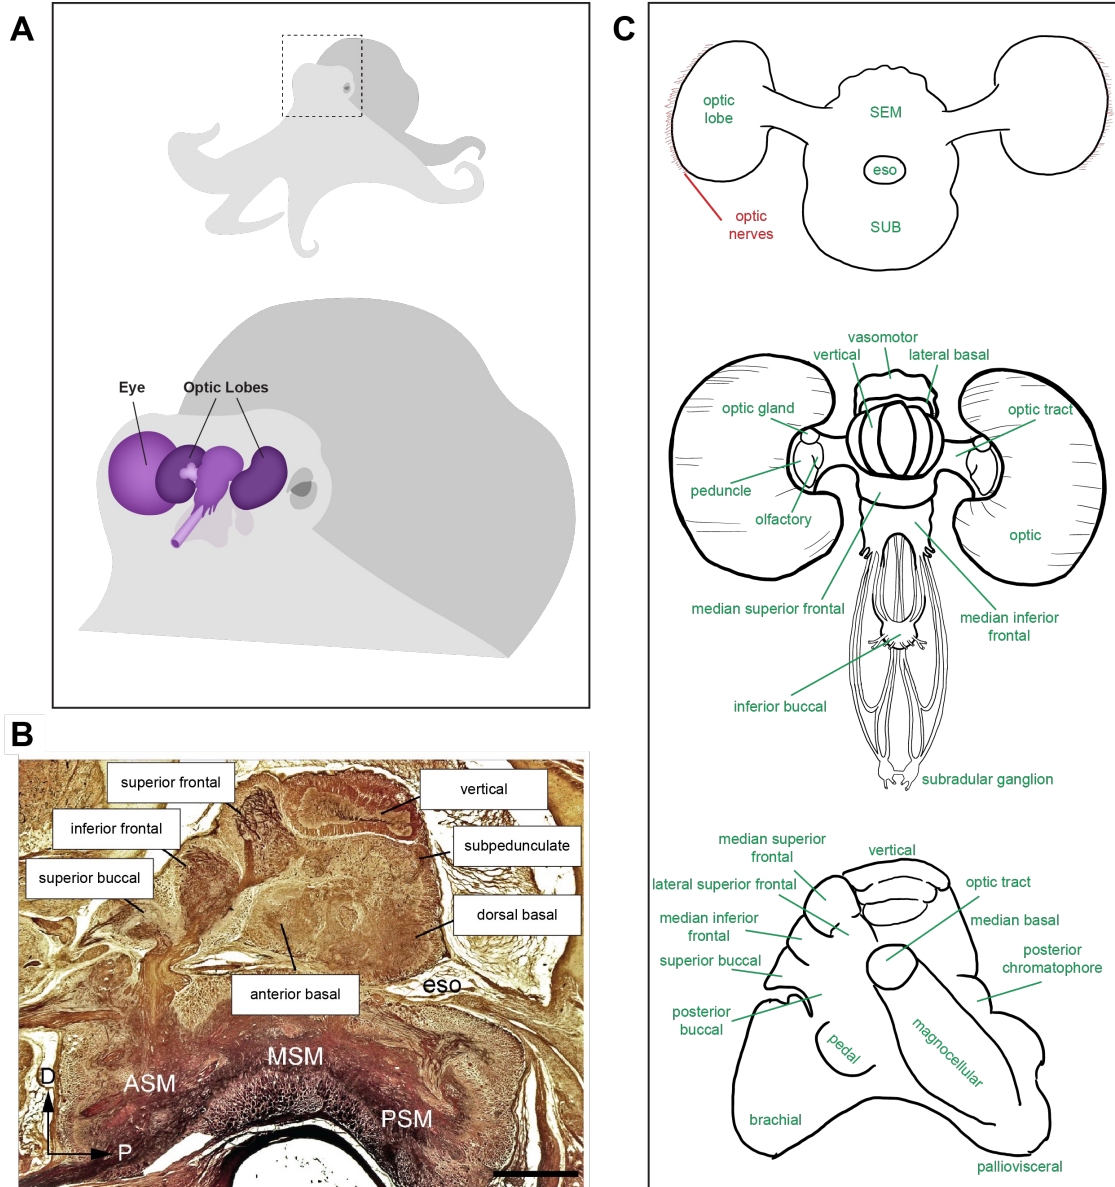 A
Eye
Optic Lobes
B
superior frontal
vertical
inferior frontal
subpedunculate
superior buccal
dorsal basal
anterior basal
eso
MSM
ASM
PSM
D
P
C
optic
lobe
SEM
eso
SUB
optic
nerves
vasomotor
vertical
lateral basal
optic gland
optic tract
peduncle
olfactory
optic
median superior frontal
median inferior
frontal
inferior buccal
subradular ganglion
median superior
frontal
vertical
lateral superior frontal
optic tract
median inferior
frontal
median basal
superior buccal
posterior
chromatophore
posterior
buccal
pedal
magnocellular
brachial
palliovisceral